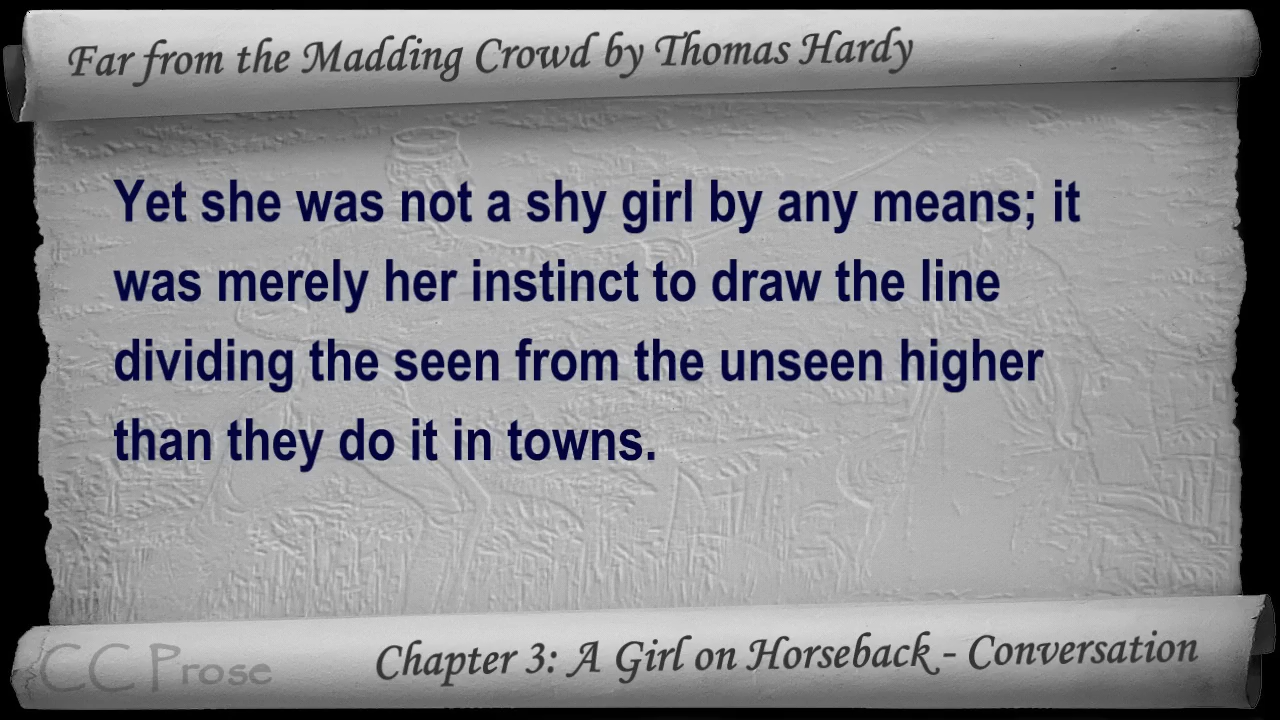 Far from the Madding Crowd by Thomas Hardy
Yet she was not a shy girl by any means; it
was merely her instinct to draw the line
dividing the seen from the unseen higher
than they do it in towns.
CC Prose
Chapter 3: A Girl on Horseback - Conversation